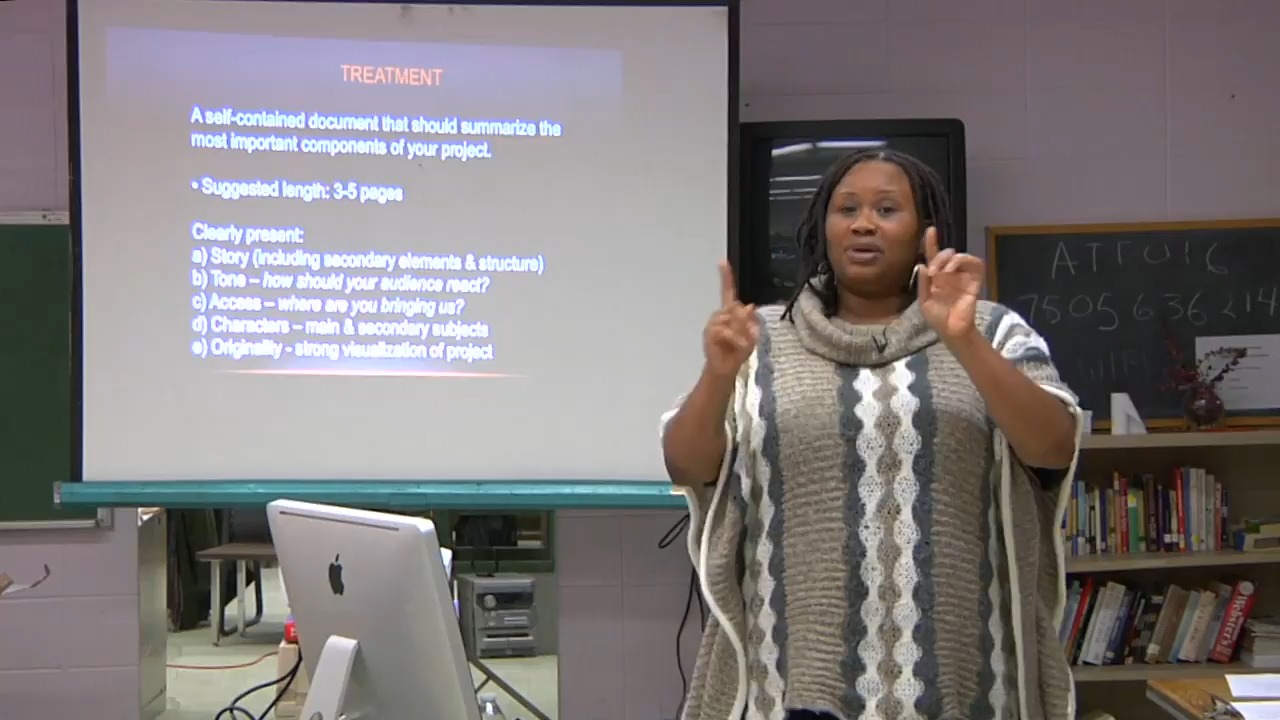 TREATMENT
A self-contained document that should summarize the
most important components of your project.
• Suggested length: 3-5 pages
Clearly present:
a) Story (including secondary elements & structure)
b) Tone – how should your audience react?
c) Access – where are you bringing us?
d) Characters – main & secondary subjects
e) Originality - strong visualization of project
ATTU16
7505636214
WIFI
Webster's